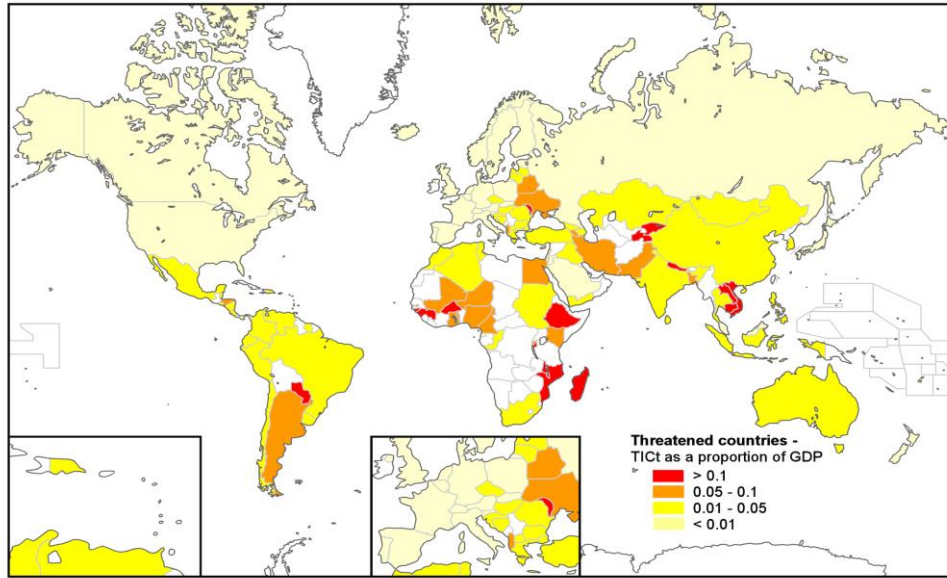 Threatened countries -
TICt as a proportion of GDP
> 0.1
0.05 - 0.1
0.01 - 0.05
< 0.01